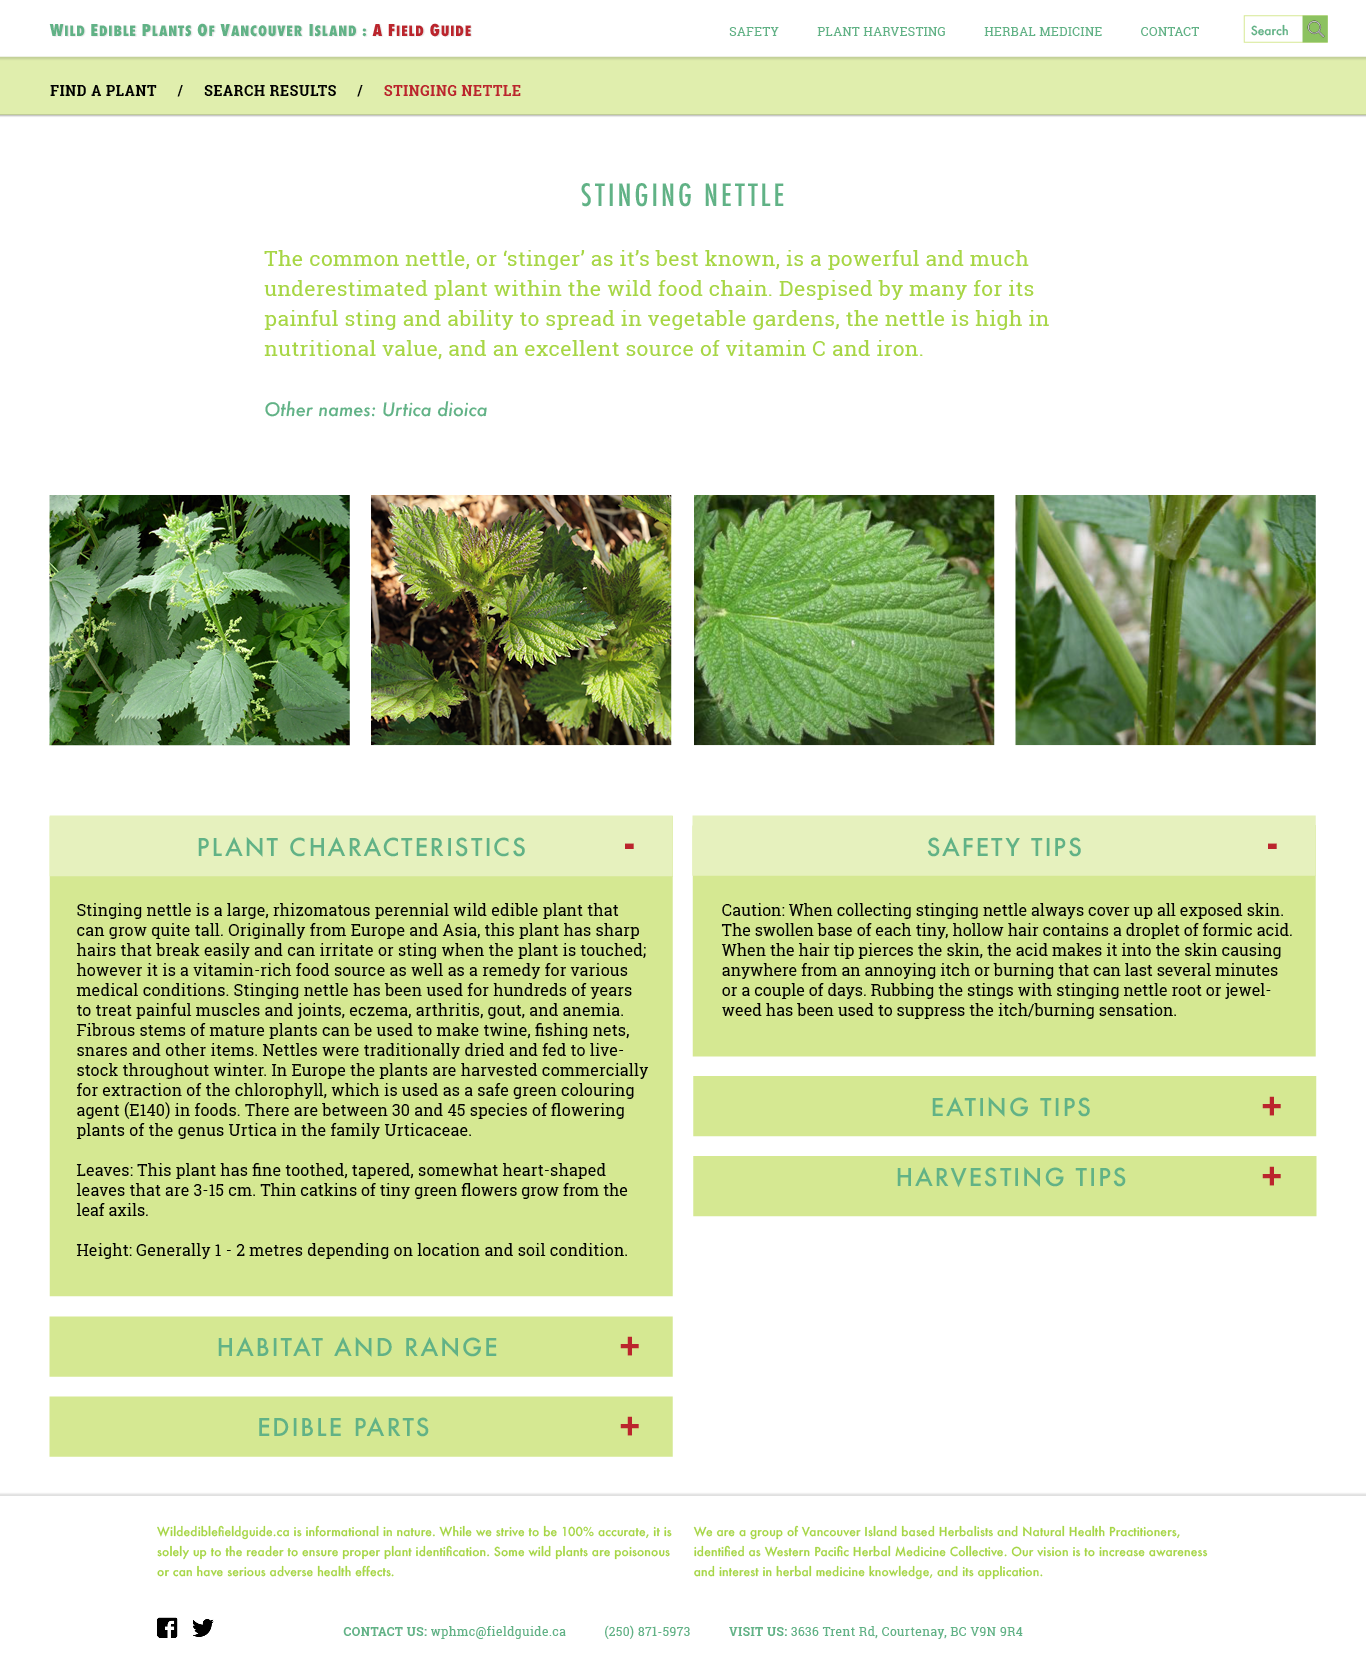 WILD EDIBLE PLANTS OF VANCOUVER ISLAND : A FIELD GUIDE
SAFETY PLANT HARVESTING HERBAL MEDICINE CONTACT Search
FIND A PLANT / SEARCH RESULTS / STINGING NETTLE
STINGING NETTLE
The common nettle, or ‘stinger’ as it’s best known, is a powerful and much
underestimated plant within the wild food chain. Despised by many for its
painful sting and ability to spread in vegetable gardens, the nettle is high in
nutritional value, and an excellent source of vitamin C and iron.
Other names: Urtica dioica
PLANT CHARACTERISTICS -
Stinging nettle is a large, rhizomatous perennial wild edible plant that
can grow quite tall. Originally from Europe and Asia, this plant has sharp
hairs that break easily and can irritate or sting when the plant is touched;
however it is a vitamin-rich food source as well as a remedy for various
medical conditions. Stinging nettle has been used for hundreds of years
to treat painful muscles and joints, eczema, arthritis, gout, and anemia.
Fibrous stems of mature plants can be used to make twine, fishing nets,
snares and other items. Nettles were traditionally dried and fed to live-
stock throughout winter. In Europe the plants are harvested commercially
for extraction of the chlorophyll, which is used as a safe green colouring
agent (E140) in foods. There are between 30 and 45 species of flowering
plants of the genus Urtica in the family Urticaceae.
Leaves: This plant has fine toothed, tapered, somewhat heart-shaped
leaves that are 3-15 cm. Thin catkins of tiny green flowers grow from the
leaf axils.
Height: Generally 1 - 2 metres depending on location and soil condition.
HABITAT AND RANGE +
EDIBLE PARTS +
SAFETY TIPS -
Caution: When collecting stinging nettle always cover up all exposed skin.
The swollen base of each tiny, hollow hair contains a droplet of formic acid.
When the hair tip pierces the skin, the acid makes it into the skin causing
anywhere from an annoying itch or burning that can last several minutes
or a couple of days. Rubbing the stings with stinging nettle root or jewel-
weed has been used to suppress the itch/burning sensation.
EATING TIPS +
HARVESTING TIPS +
Wildediblefieldguide.ca is informational in nature. While we strive to be 100% accurate, it is
solely up to the reader to ensure proper plant identification. Some wild plants are poisonous
or can have serious adverse health effects.
We are a group of Vancouver Island based Herbalists and Natural Health Practitioners,
identified as Western Pacific Herbal Medicine Collective. Our vision is to increase awareness
and interest in herbal medicine knowledge, and its application.
CONTACT US: wphmc@fieldguide.ca (250) 871-5973 VISIT US: 3636 Trent Rd, Courtenay, BC V9N 9R4